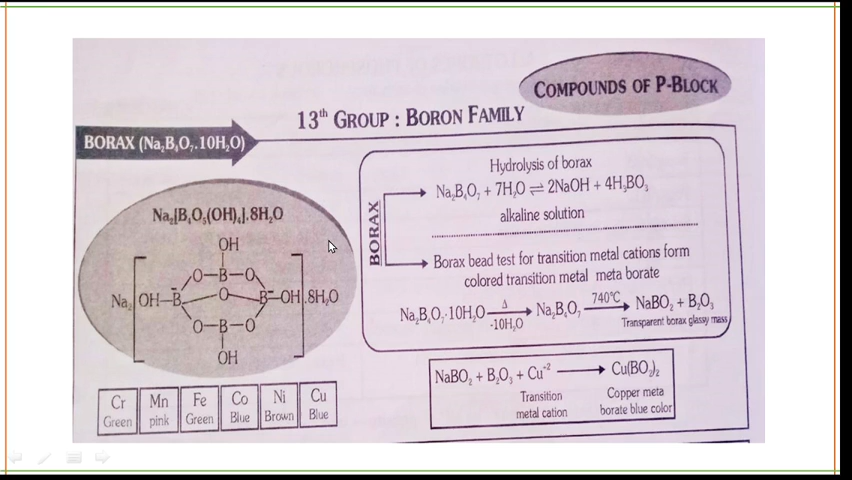 COMPOUNDS OF P-BLOCK
13th GROUP : BORON FAMILY
BORAX (Na₂B₄O₇.10H₂O)
Na₂[B₄O₅(OH)₄].8H₂O
OH
O–B–O
Na₂ [OH–B O B–OH] .8H₂O
O–B–O
OH
Cr Green
Mn pink
Fe Green
Co Blue
Ni Brown
Cu Blue
BORAX
Hydrolysis of borax
Na₂B₄O₇ + 7H₂O ⇌ 2NaOH + 4H₃BO₃
alkaline solution
Borax bead test for transition metal cations form
colored transition metal meta borate
Na₂B₄O₇·10H₂O –Δ/-10H₂O→ Na₂B₄O₇ –740°C→ NaBO₂ + B₂O₃
Transparent borax glassy mass
NaBO₂ + B₂O₃ + Cu⁺² ⟶ Cu(BO₂)₂
Transition
metal cation
Copper meta
borate blue color